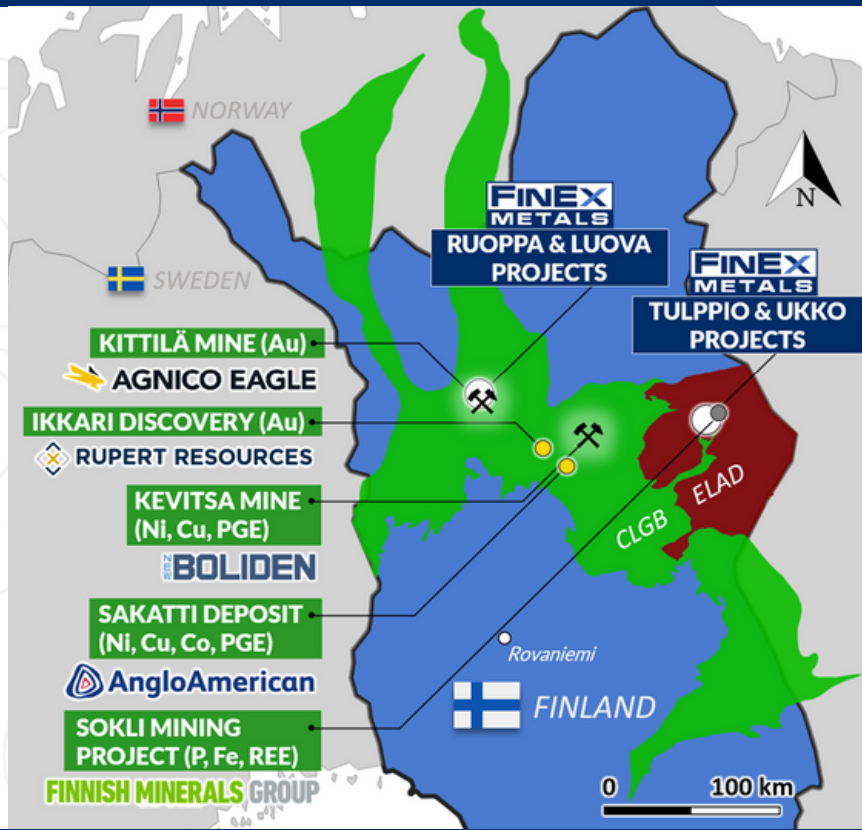 NORWAY
N
FINEX
METALS
RUOPPA & LUOVA
PROJECTS
SWEDEN
FINEX
METALS
TULPPIO & UKKO
PROJECTS
KITTILÄ MINE (Au)
AGNICO EAGLE
IKKARI DISCOVERY (Au)
RUPERT RESOURCES
KEVITSA MINE
(Ni, Cu, PGE)
BOLIDEN
ELAD
CLGB
SAKATTI DEPOSIT
(Ni, Cu, Co, PGE)
AngloAmerican
Rovaniemi
FINLAND
SOKLI MINING
PROJECT (P, Fe, REE)
FINNISH MINERALS GROUP
0 100 km